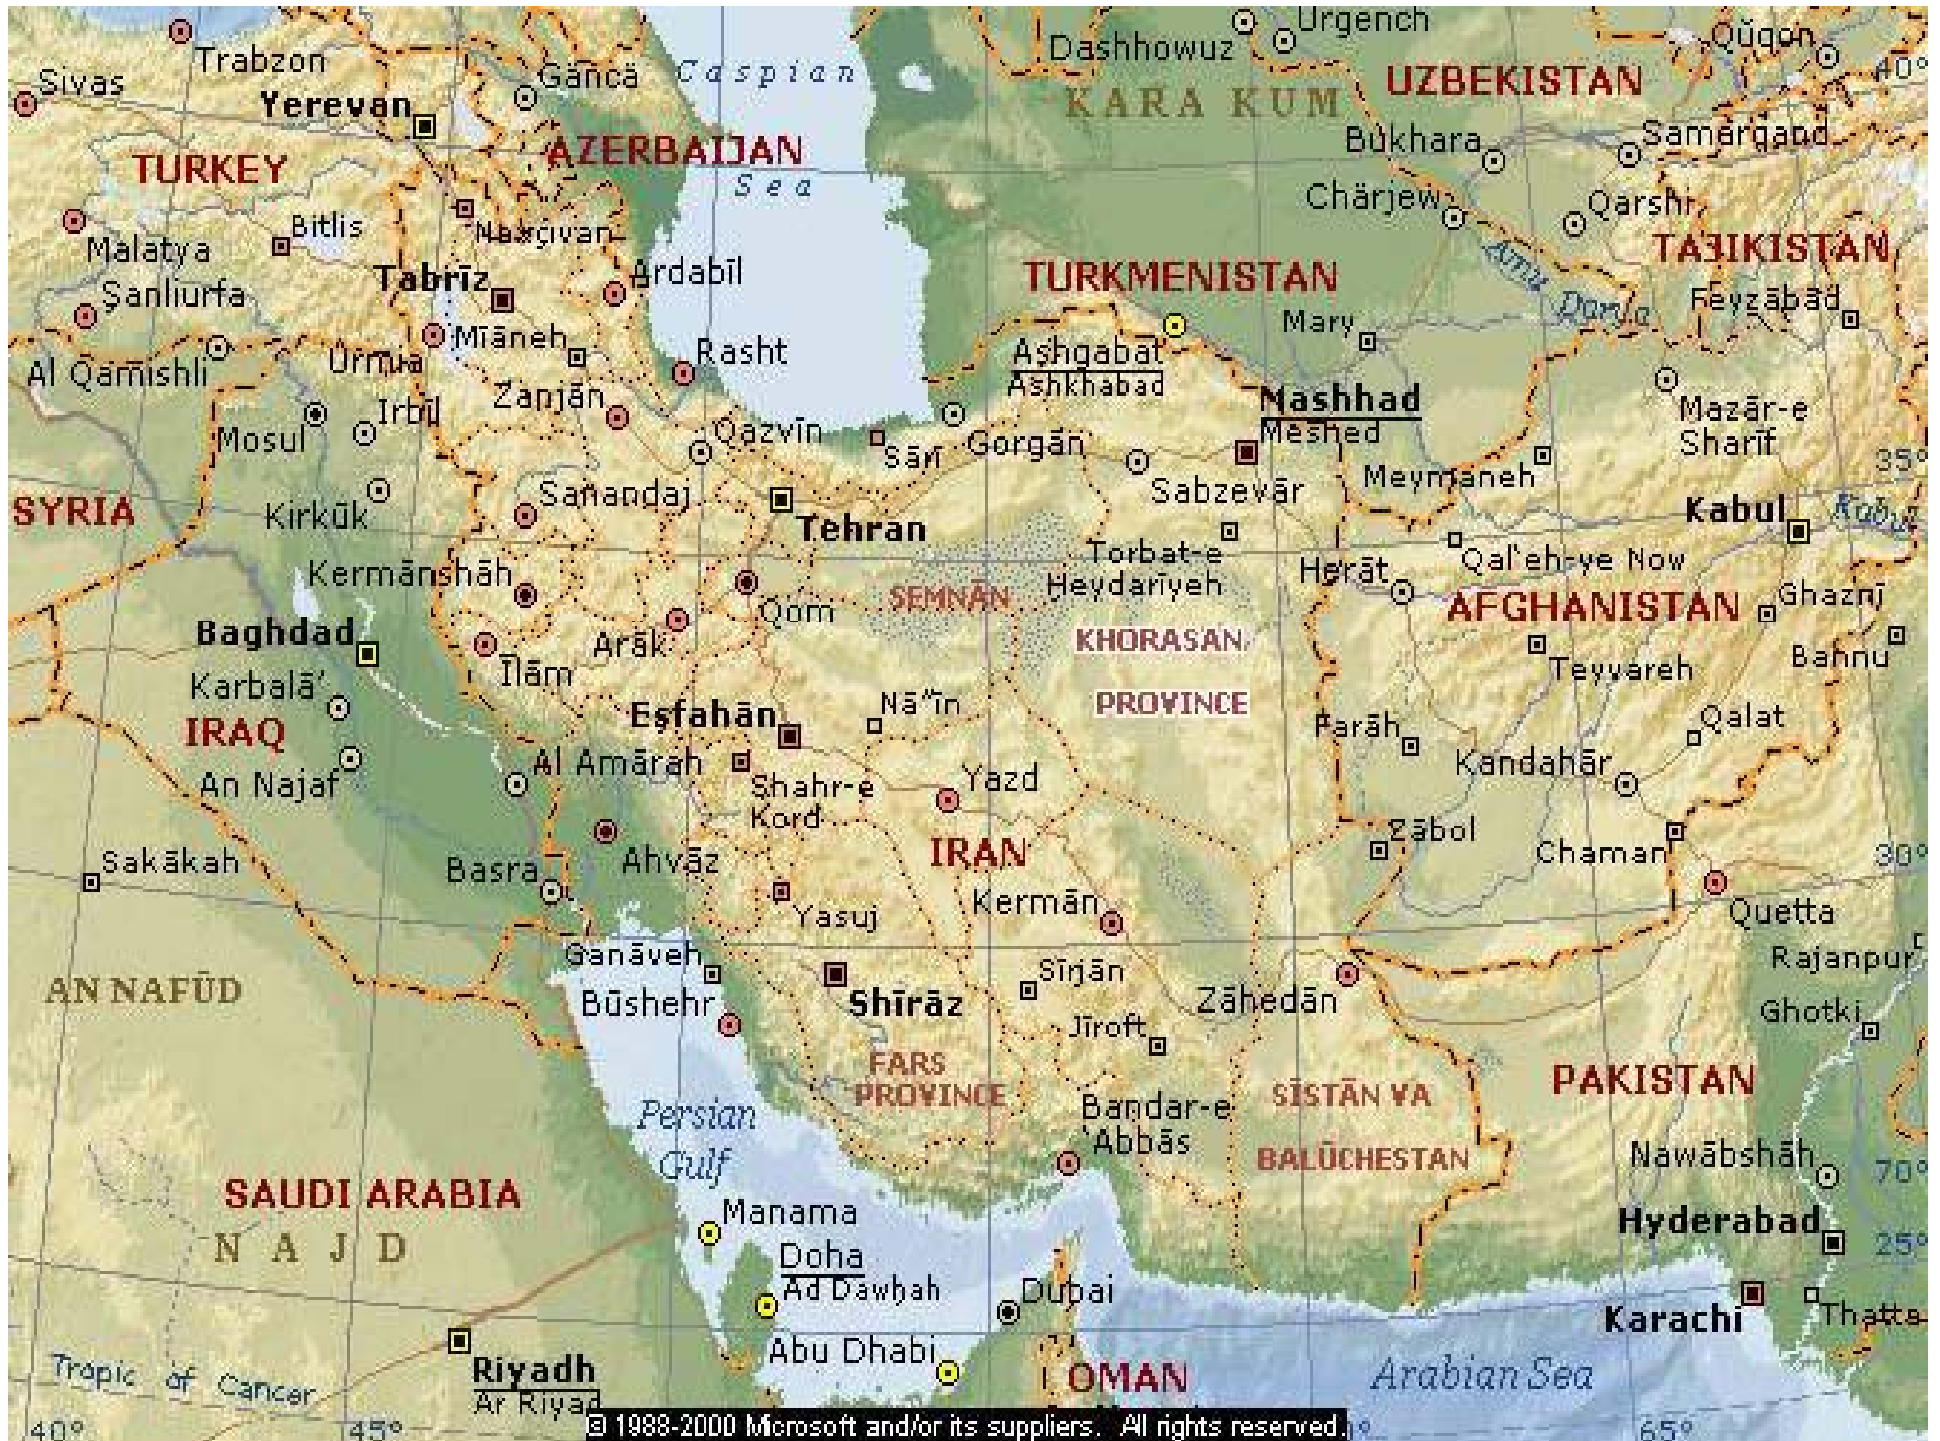 Trabzon
Sivas
Yerevan
Gäncä
Caspian
Sea
Dashhowuz
Urgench
Qŭqon
40°
UZBEKISTAN
KARA KUM
AZERBAIJAN
Bukhara
Samarqand
TURKEY
Chärjew
Qarshi
Bitlis
Naxçivan
Malatya
TAJIKISTAN
Tabrīz
Ardabīl
TURKMENISTAN
Amu Darya
Şanliurfa
Feyzābād
Mary
Mīāneh
Urmia
Rasht
Ashgabat
Ashkhabad
Al Qāmishli
Zanjān
Mashhad
Meshed
Irbīl
Mosul
Mazār-e
Sharīf
Qazvīn
Sārī
Gorgān
35°
Meymaneh
Sabzevār
SYRIA
Sanandaj
Kirkūk
Tehran
Kabul
Kabul
Torbat-e
Heydarīyeh
Qal'eh-ye Now
Herāt
Kermānshāh
SEMNĀN
Qom
AFGHANISTAN
Ghaznī
Baghdad
Arāk
KHORASAN
PROVINCE
Bannu
Īlām
Teyvareh
Karbalā'
Eşfahān
Nā"īn
IRAQ
Farāh
Qalat
Al Amārah
Kandahār
An Najaf
Shahr-e
Kord
Yazd
IRAN
Zābol
Chaman
30°
Ahvāz
Sakākah
Basra
Yasuj
Kermān
Quetta
Ganāveh
Sīrjān
Rajanpur
AN NAFŪD
Būshehr
Shīrāz
Zāhedān
Ghotki
Jīroft
FARS
PROVINCE
PAKISTAN
SĪSTĀN VA
BALŪCHESTAN
Persian
Gulf
Bandar-e
'Abbās
Nawābshāh
70°
SAUDI ARABIA
Manama
Hyderabad
NAJD
Doha
Ad Dawḩah
25°
Dubai
Karachi
Thatta
Abu Dhabi
Riyadh
Ar Riyad
OMAN
Arabian Sea
Tropic of Cancer
40°
45°
© 1988-2000 Microsoft and/or its suppliers. All rights reserved.
65°